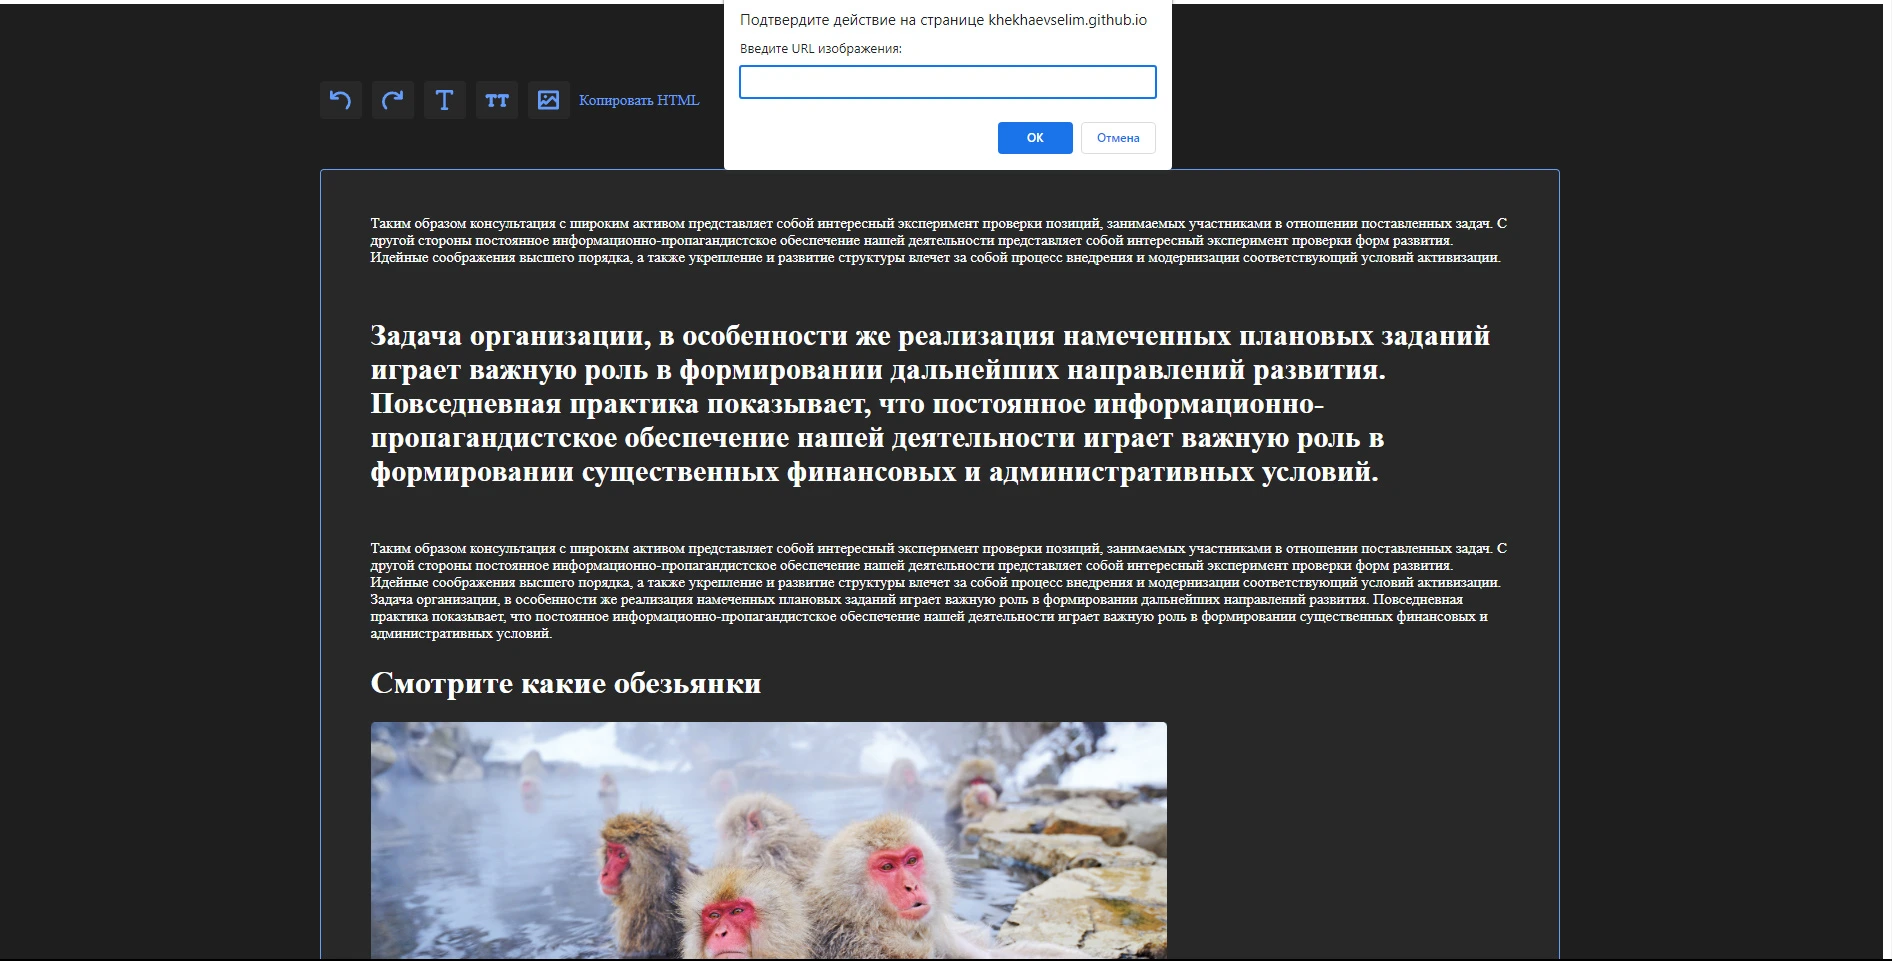 Подтвердите действие на странице khekhaevselim.github.io
Введите URL изображения:
ОК
Отмена
Копировать HTML
Таким образом консультация с широким активом представляет собой интересный эксперимент проверки позиций, занимаемых участниками в отношении поставленных задач. С
другой стороны постоянное информационно-пропагандистское обеспечение нашей деятельности представляет собой интересный эксперимент проверки форм развития.
Идейные соображения высшего порядка, а также укрепление и развитие структуры влечет за собой процесс внедрения и модернизации соответствующий условий активизации.
Задача организации, в особенности же реализация намеченных плановых заданий
играет важную роль в формировании дальнейших направлений развития.
Повседневная практика показывает, что постоянное информационно-
пропагандистское обеспечение нашей деятельности играет важную роль в
формировании существенных финансовых и административных условий.
Таким образом консультация с широким активом представляет собой интересный эксперимент проверки позиций, занимаемых участниками в отношении поставленных задач. С
другой стороны постоянное информационно-пропагандистское обеспечение нашей деятельности представляет собой интересный эксперимент проверки форм развития.
Идейные соображения высшего порядка, а также укрепление и развитие структуры влечет за собой процесс внедрения и модернизации соответствующий условий активизации.
Задача организации, в особенности же реализация намеченных плановых заданий играет важную роль в формировании дальнейших направлений развития. Повседневная
практика показывает, что постоянное информационно-пропагандистское обеспечение нашей деятельности играет важную роль в формировании существенных финансовых и
административных условий.
Смотрите какие обезьянки